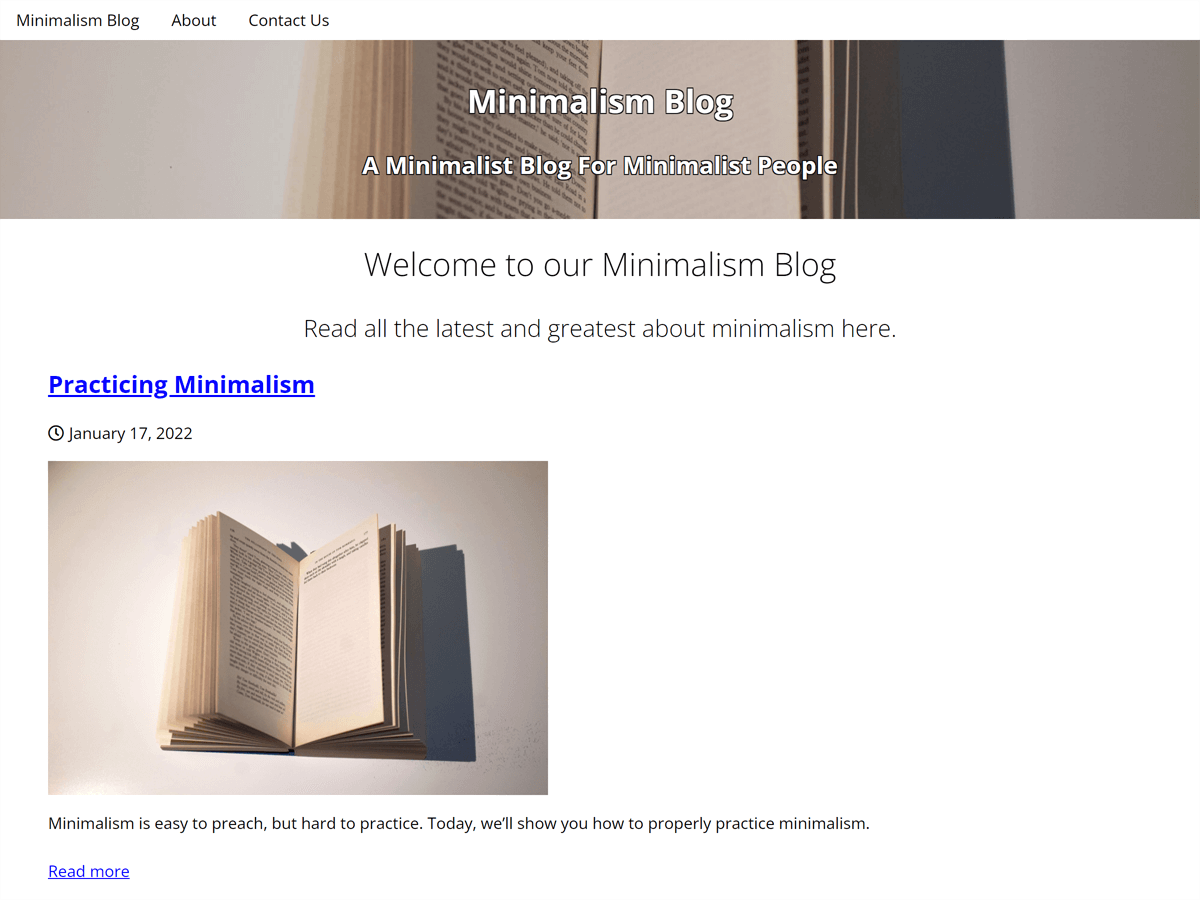 Minimalism Blog About Contact Us
Minimalism Blog
A Minimalist Blog For Minimalist People
Welcome to our Minimalism Blog
Read all the latest and greatest about minimalism here.
Practicing Minimalism
January 17, 2022
Minimalism is easy to preach, but hard to practice. Today, we’ll show you how to properly practice minimalism.
Read more